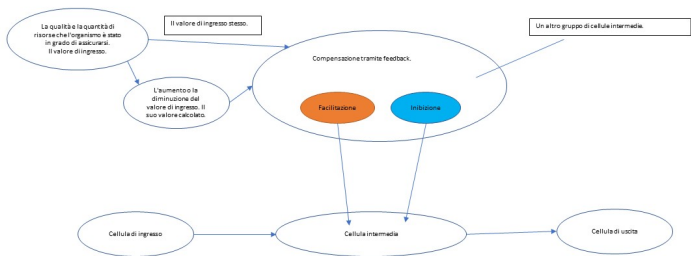 La qualità e la quantità di
risorse che l'organismo è stato
in grado di assicurarsi.
Il valore di ingresso.
Il valore di ingresso stesso.
Un altro gruppo di cellule intermedie.
Compensazione tramite feedback.
L'aumento o la
diminuzione del
valore di ingresso. Il
suo valore calcolato.
Facilitazione
Inibizione
Cellula di ingresso
Cellula intermedia
Cellula di uscita